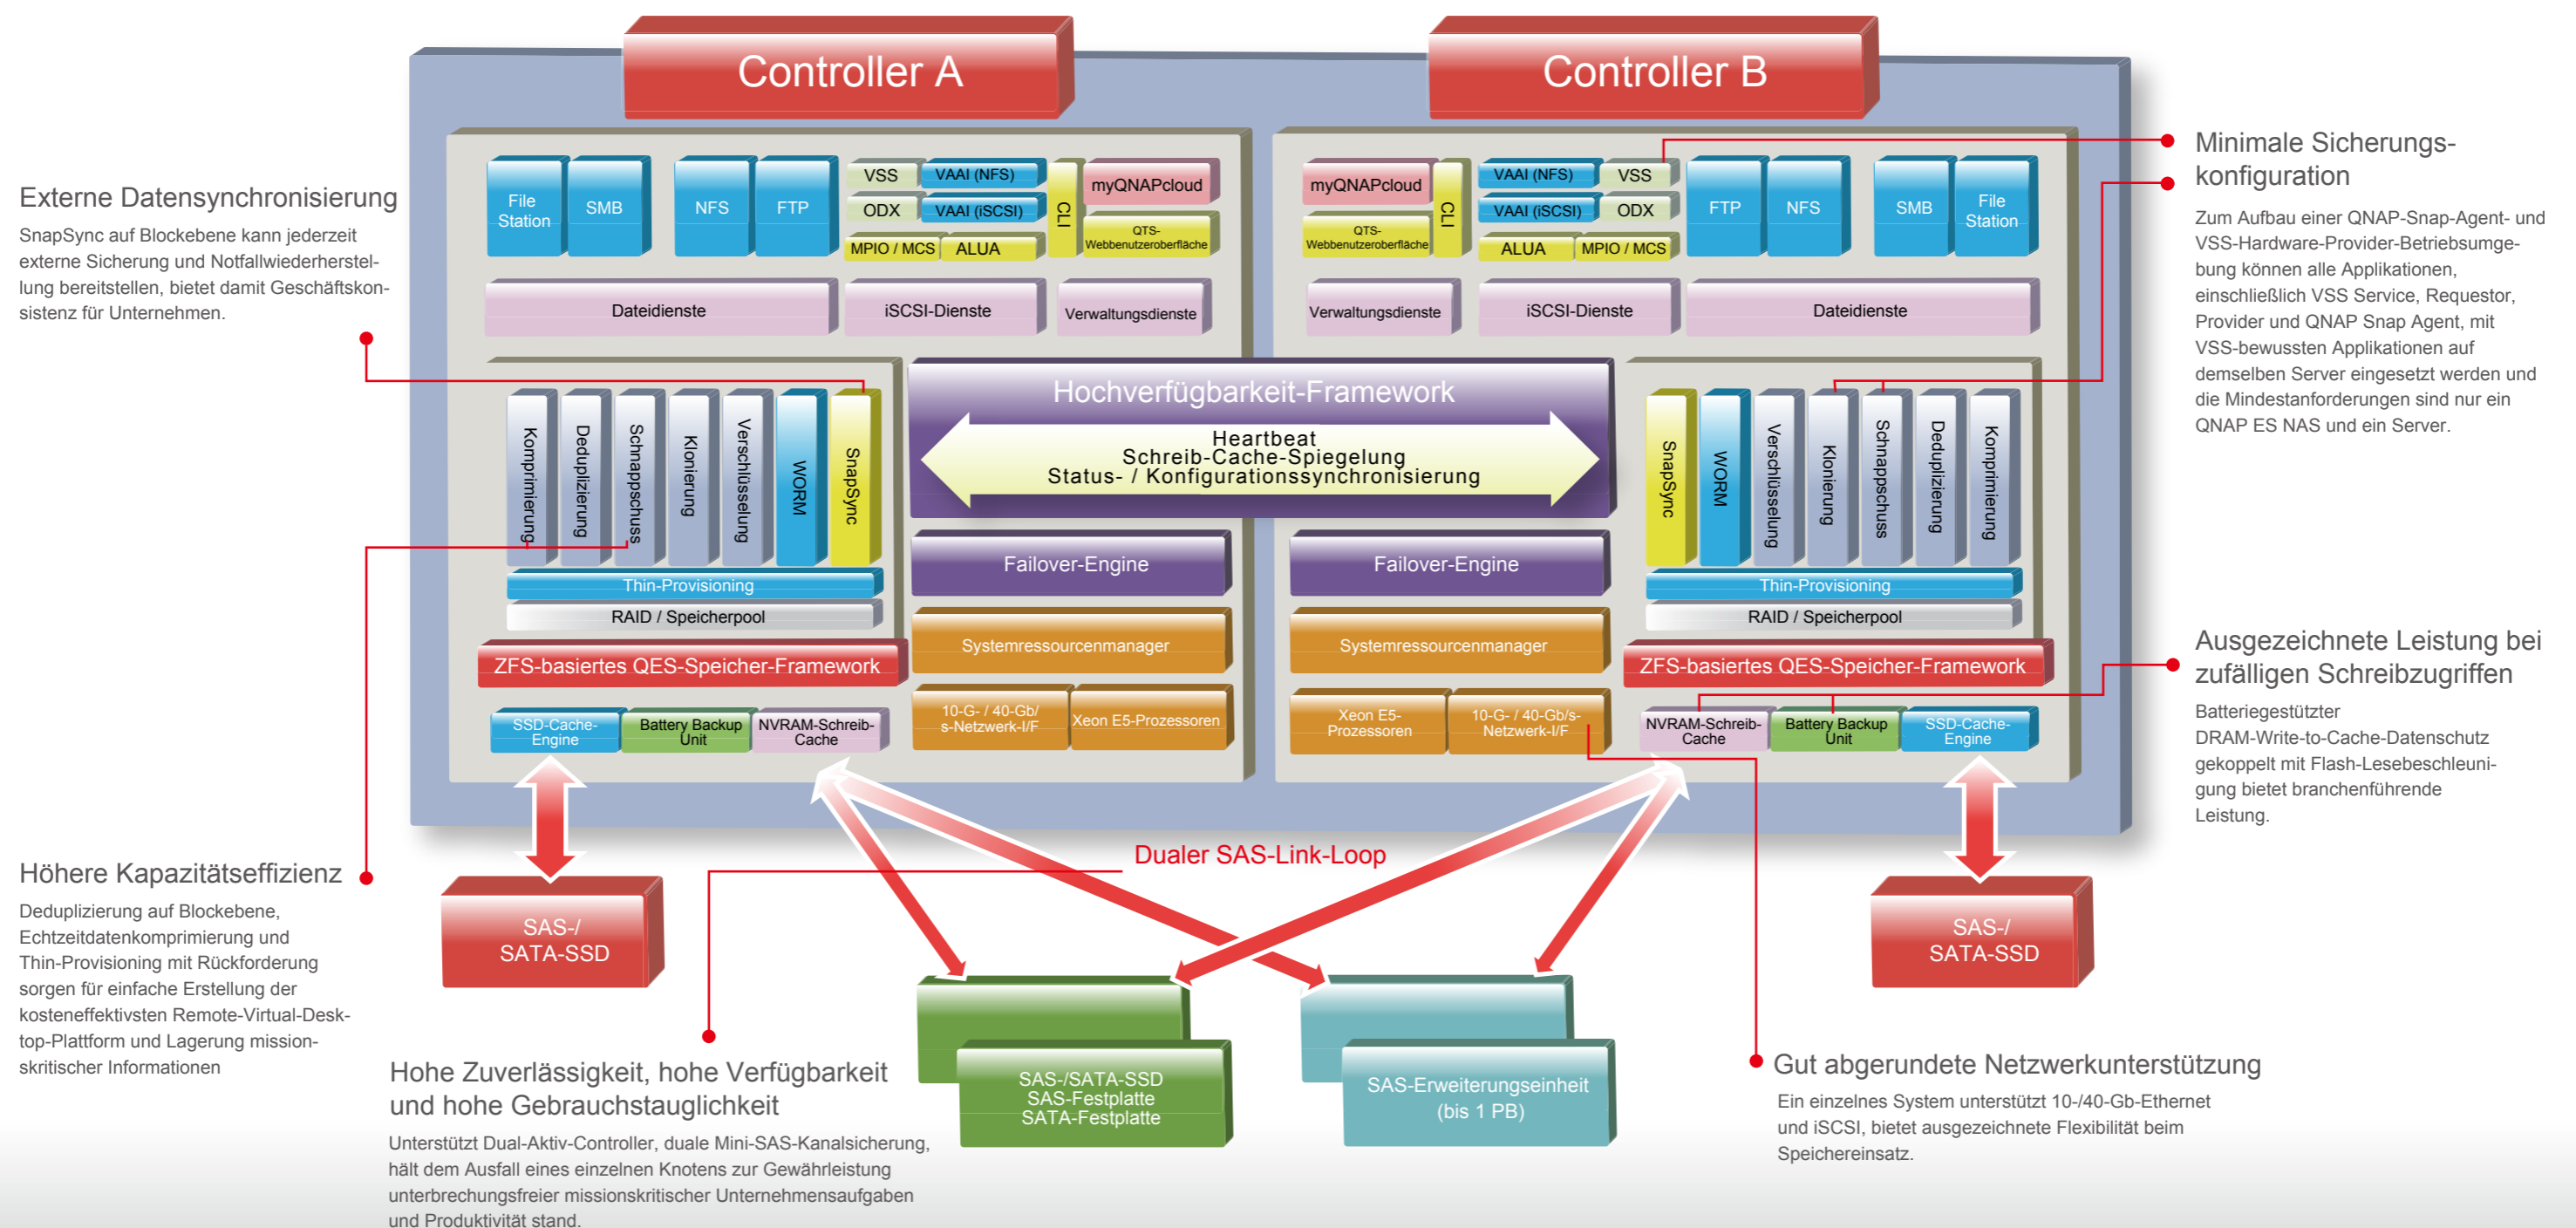 Controller A
Controller B
Externe Datensynchronisierung
SnapSync auf Blockebene kann jederzeit
externe Sicherung und Notfallwiederherstel-
lung bereitstellen, bietet damit Geschäftskon-
sistenz für Unternehmen.
Höhere Kapazitätseffizienz
Deduplizierung auf Blockebene,
Echtzeitdatenkomprimierung und
Thin-Provisioning mit Rückforderung
sorgen für einfache Erstellung der
kosteneffektivsten Remote-Virtual-Desk-
top-Plattform und Lagerung mission-
skritischer Informationen
File
Station
SMB
NFS
FTP
VSS
VAAI (NFS)
ODX
VAAI (iSCSI)
MPIO / MCS
ALUA
CLI
myQNAPcloud
QTS-
Webbenutzeroberfläche
Dateidienste
iSCSI-Dienste
Verwaltungsdienste
Komprimierung
Deduplizierung
Schnappschuss
Klonierung
Verschlüsselung
WORM
SnapSync
Thin-Provisioning
RAID / Speicherpool
ZFS-basiertes QES-Speicher-Framework
SSD-Cache-
Engine
Battery Backup
Unit
NVRAM-Schreib-
Cache
Hochverfügbarkeit-Framework
Heartbeat
Schreib-Cache-Spiegelung
Status- / Konfigurationssynchronisierung
Failover-Engine
Systemressourcenmanager
10-G- / 40-Gb/
s-Netzwerk-I/F
Xeon E5-Prozessoren
myQNAPcloud
QTS-
Webbenutzeroberfläche
CLI
VAAI (NFS)
VSS
VAAI (iSCSI)
ODX
ALUA
MPIO / MCS
FTP
NFS
SMB
File
Station
Verwaltungsdienste
iSCSI-Dienste
Dateidienste
Failover-Engine
Systemressourcenmanager
Xeon E5-
Prozessoren
10-G- / 40-Gb/s-
Netzwerk-I/F
SnapSync
WORM
Verschlüsselung
Klonierung
Schnappschuss
Deduplizierung
Komprimierung
Thin-Provisioning
RAID / Speicherpool
ZFS-basiertes QES-Speicher-Framework
NVRAM-Schreib-
Cache
Battery Backup
Unit
SSD-Cache-
Engine
Minimale Sicherungs-
konfiguration
Zum Aufbau einer QNAP-Snap-Agent- und
VSS-Hardware-Provider-Betriebsumge-
bung können alle Applikationen,
einschließlich VSS Service, Requestor,
Provider und QNAP Snap Agent, mit
VSS-bewussten Applikationen auf
demselben Server eingesetzt werden und
die Mindestanforderungen sind nur ein
QNAP ES NAS und ein Server.
Ausgezeichnete Leistung bei
zufälligen Schreibzugriffen
Batteriegestützter
DRAM-Write-to-Cache-Datenschutz
gekoppelt mit Flash-Lesebeschleuni-
gung bietet branchenführende
Leistung.
Dualer SAS-Link-Loop
SAS-/
SATA-SSD
SAS-/
SATA-SSD
SAS-/SATA-SSD
SAS-Festplatte
SATA-Festplatte
SAS-Erweiterungseinheit
(bis 1 PB)
Hohe Zuverlässigkeit, hohe Verfügbarkeit
und hohe Gebrauchstauglichkeit
Unterstützt Dual-Aktiv-Controller, duale Mini-SAS-Kanalsicherung,
hält dem Ausfall eines einzelnen Knotens zur Gewährleistung
unterbrechungsfreier missionskritischer Unternehmensaufgaben
und Produktivität stand.
Gut abgerundete Netzwerkunterstützung
Ein einzelnes System unterstützt 10-/40-Gb-Ethernet
und iSCSI, bietet ausgezeichnete Flexibilität beim
Speichereinsatz.